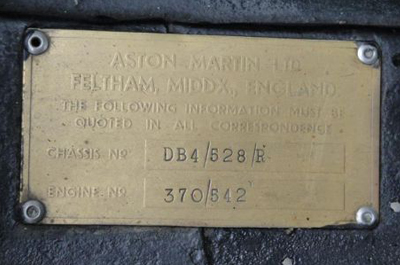 ASTON MARTIN LTD
FELTHAM, MIDDX., ENGLAND
THE FOLLOWING INFORMATION MUST BE
QUOTED IN ALL CORRESPONDENCE
CHASSIS No DB4/528/R
ENGINE No 370/542